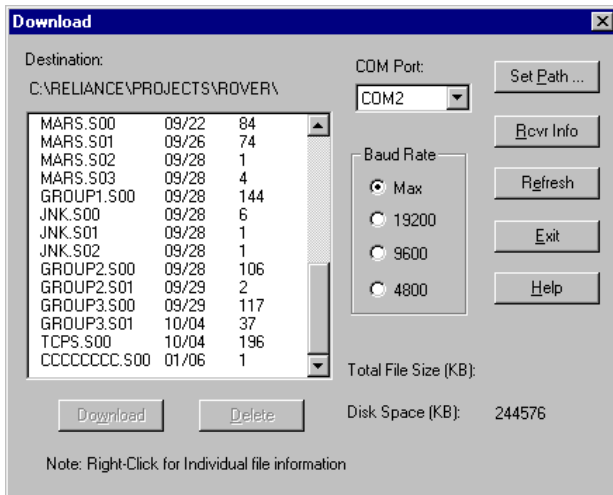 Download
Destination:
C:\RELIANCE\PROJECTS\ROVER\
MARS.S00 09/22 84
MARS.S01 09/26 74
MARS.S02 09/28 1
MARS.S03 09/28 4
GROUP1.S00 09/28 144
JNK.S00 09/28 6
JNK.S01 09/28 1
JNK.S02 09/28 1
GROUP2.S00 09/28 106
GROUP2.S01 09/29 2
GROUP3.S00 09/29 117
GROUP3.S01 10/04 37
TCPS.S00 10/04 196
CCCCCCCC.S00 01/06 1
Download
Delete
Note: Right-Click for Individual file information
COM Port:
COM2
Baud Rate
Max
19200
9600
4800
Total File Size (KB):
Disk Space (KB): 244576
Set Path ...
Rcvr Info
Refresh
Exit
Help